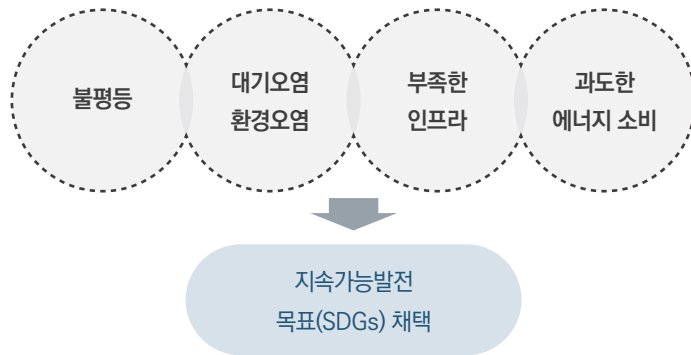 불평등
대기오염
환경오염
부족한
인프라
과도한
에너지 소비
지속가능발전
목표(SDGs) 채택